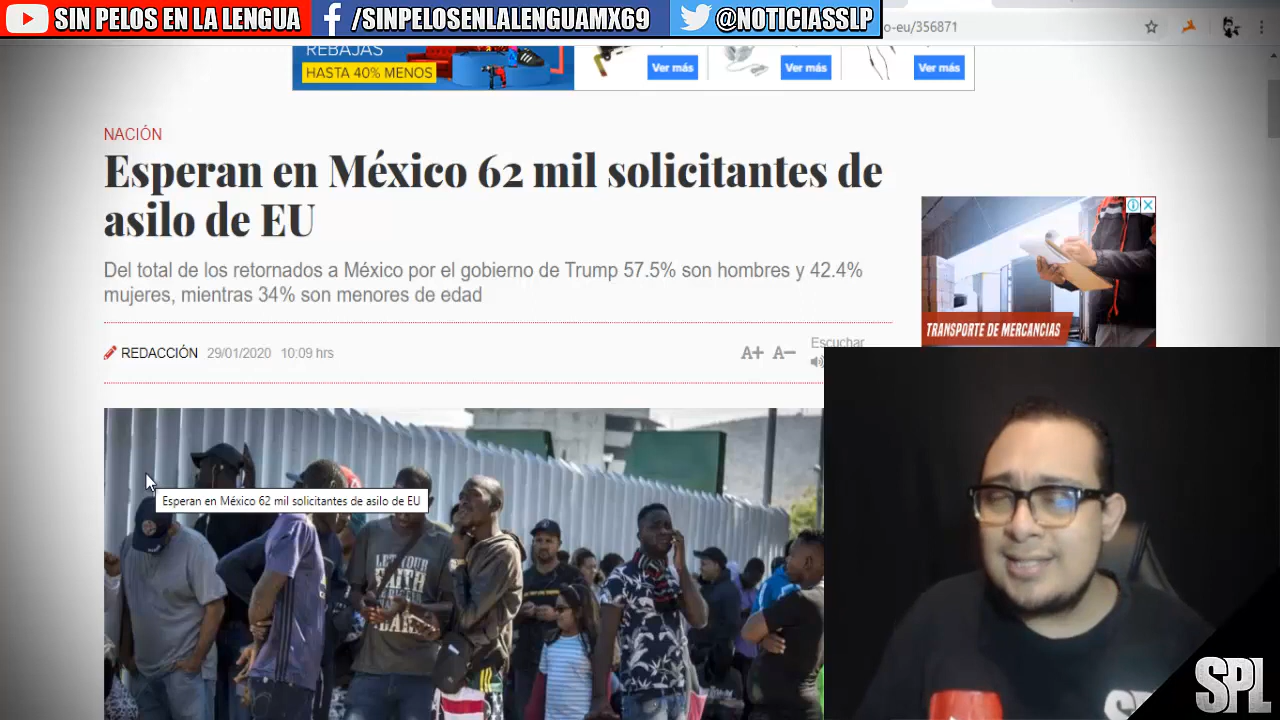 SIN PELOS EN LA LENGUA
/SINPELOSENLALENGUAMX69
@NOTICIASSLP
o-eu/356871
REBAJAS
HASTA 40% MENOS
Ver más
Ver más
Ver más
NACIÓN
Esperan en México 62 mil solicitantes de
asilo de EU
Del total de los retornados a México por el gobierno de Trump 57.5% son hombres y 42.4%
mujeres, mientras 34% son menores de edad
REDACCIÓN 29/01/2020 10:09 hrs
A+ A−
Escuchar
TRANSPORTE DE MERCANCIAS
Esperan en México 62 mil solicitantes de asilo de EU
LET YOUR
FAITH
SPL
SPL